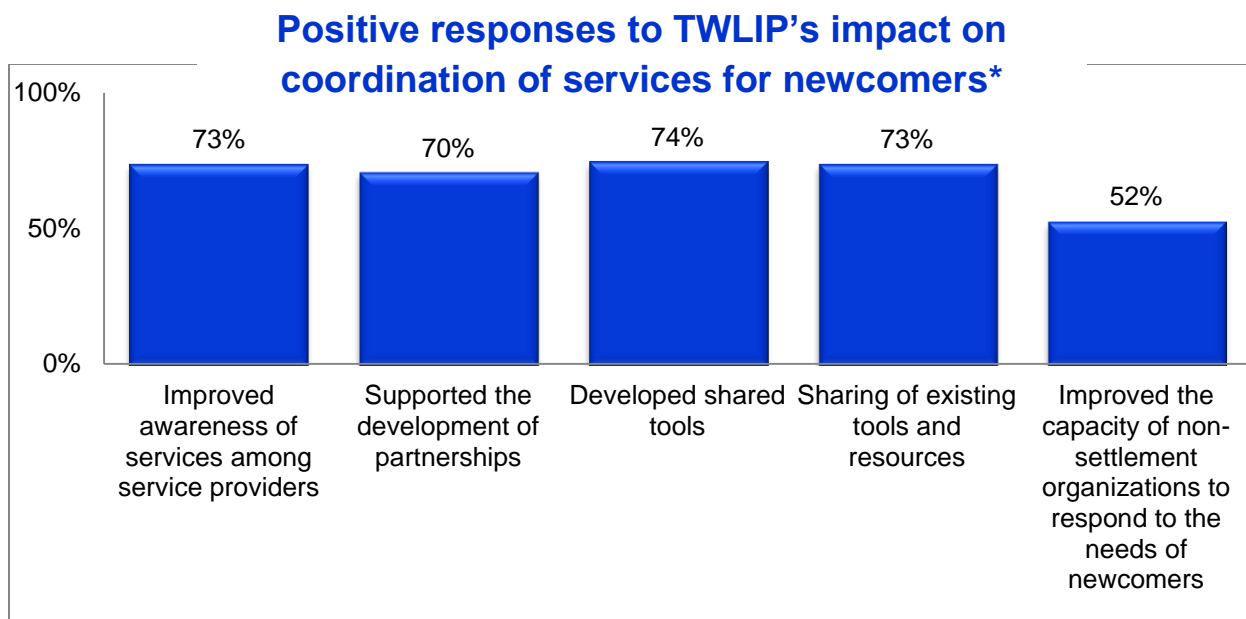 Positive responses to TWLIP's impact on
coordination of services for newcomers*
100%
50%
0%
73%
70%
74%
73%
52%
Improved
awareness of
services among
service providers
Supported the
development of
partnerships
Developed shared
tools
Sharing of existing
tools and
resources
Improved the
capacity of non-
settlement
organizations to
respond to the
needs of
newcomers